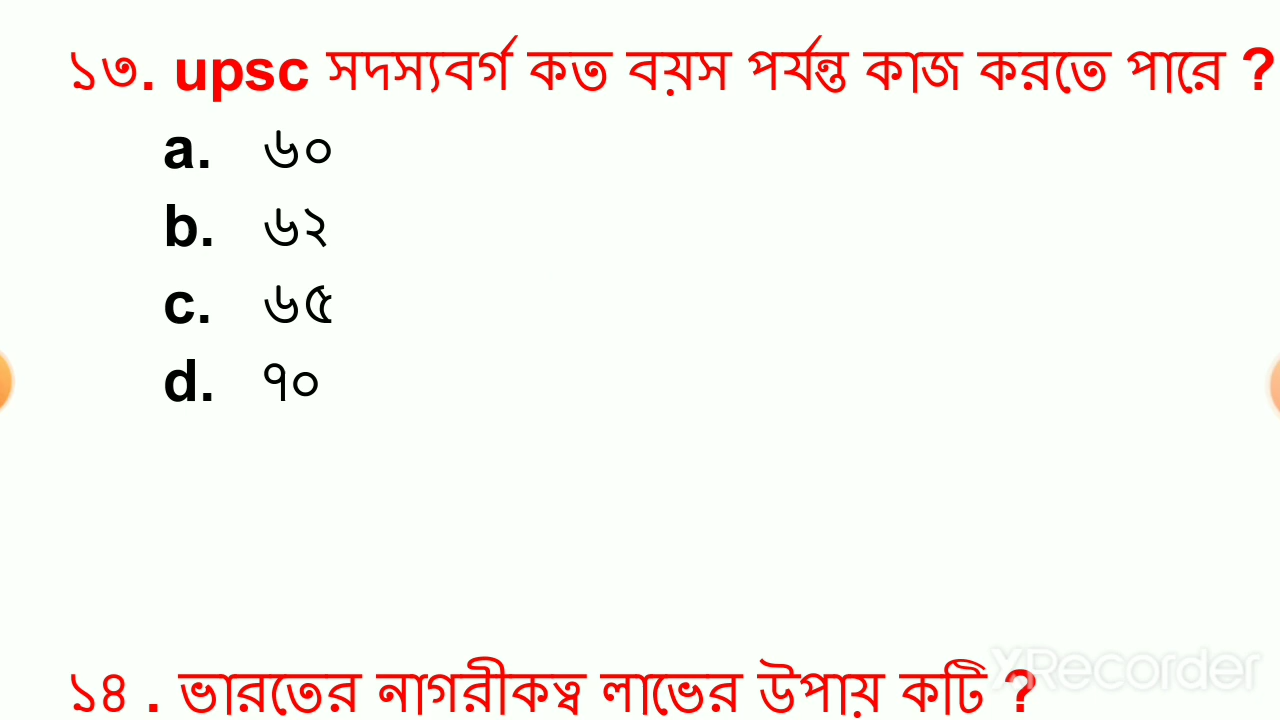 ১৩. upsc সদস্যবর্গ কত বয়স পর্যন্ত কাজ করতে পারে ?
a. ৬০
b. ৬২
c. ৬৫
d. ৭০
১৪ . ভারতের নাগরীকত্ব লাভের উপায় কটি ?
XRecorder